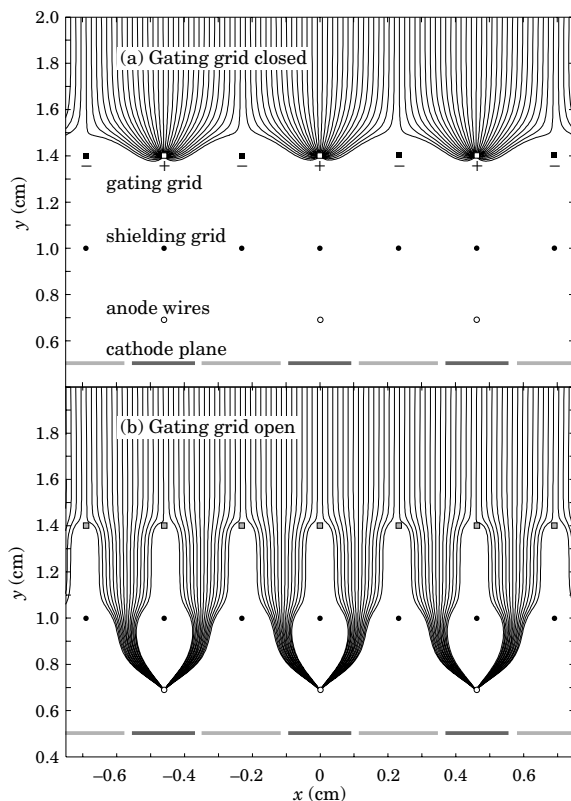 2.0
(a) Gating grid closed
1.8
1.6
1.4
− + − + − + −
gating grid
y (cm)
1.2
shielding grid
1.0
0.8
anode wires
0.6
cathode plane
(b) Gating grid open
1.8
1.6
1.4
y (cm)
1.2
1.0
0.8
0.6
0.4
−0.6 −0.4 −0.2 0 0.2 0.4 0.6
x (cm)